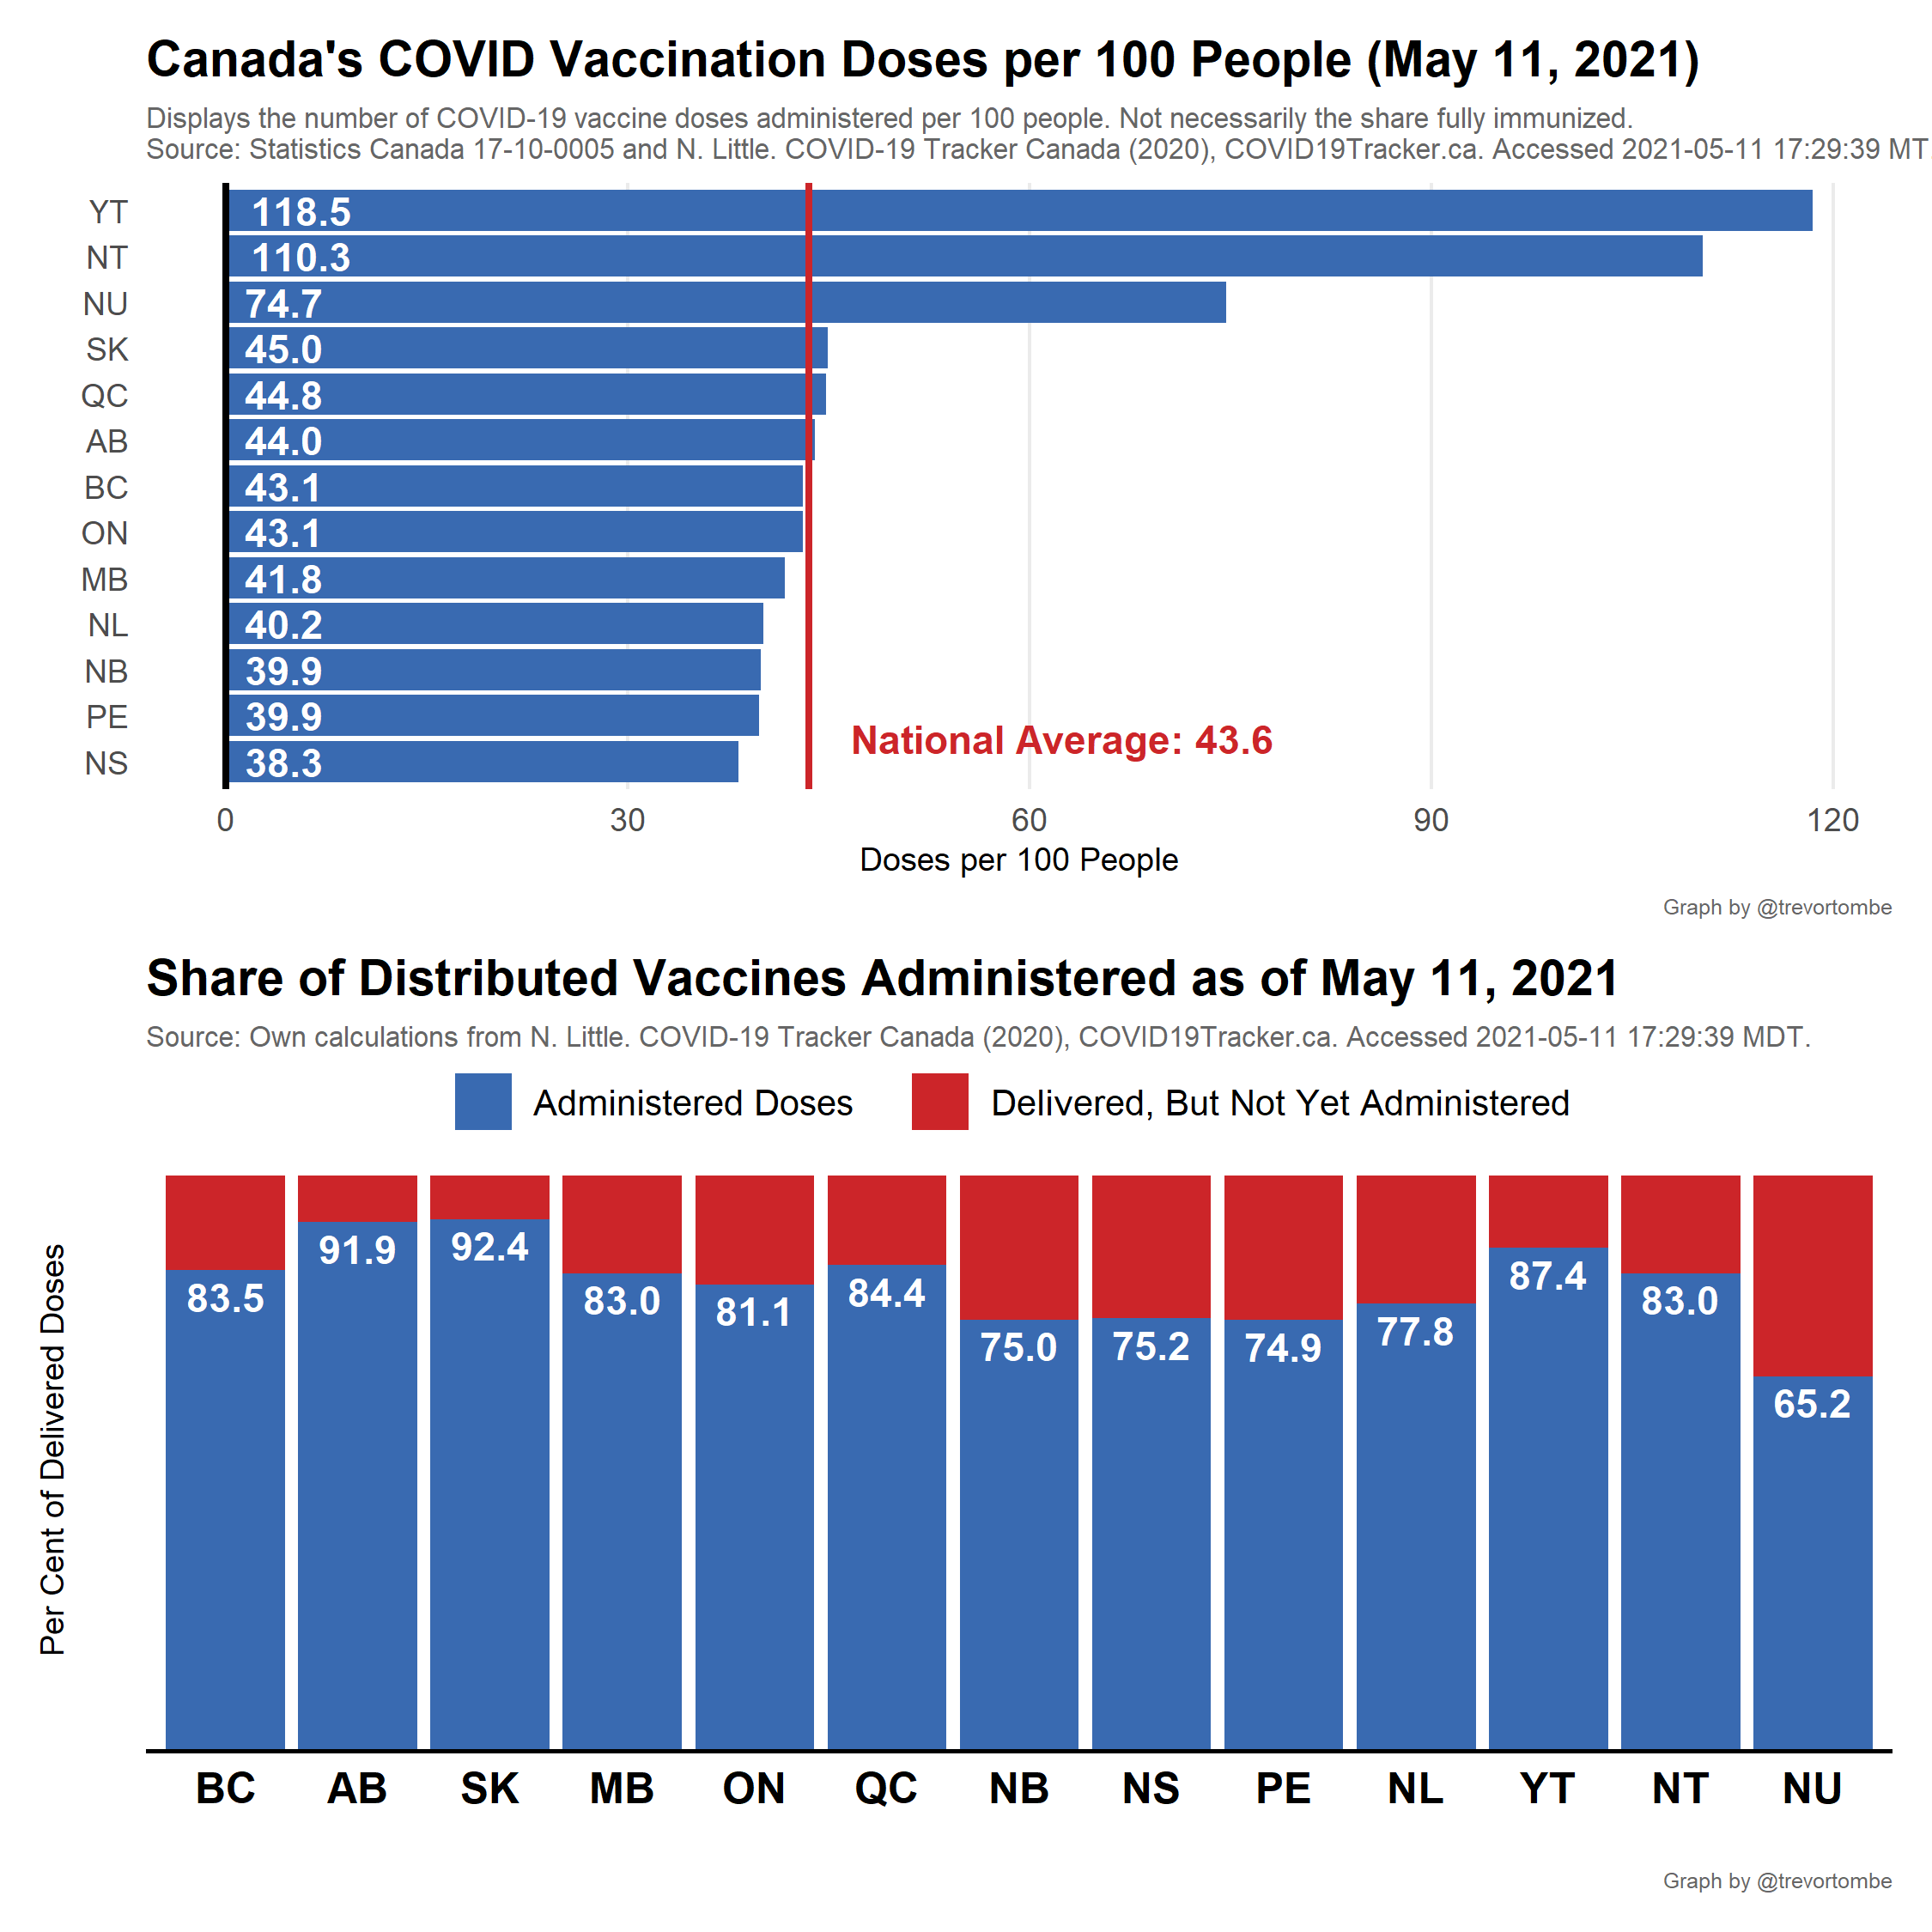 Canada's COVID Vaccination Doses per 100 People (May 11, 2021)
Displays the number of COVID-19 vaccine doses administered per 100 people. Not necessarily the share fully immunized.
Source: Statistics Canada 17-10-0005 and N. Little. COVID-19 Tracker Canada (2020), COVID19Tracker.ca. Accessed 2021-05-11 17:29:39 MT
YT 118.5
NT 110.3
NU 74.7
SK 45.0
QC 44.8
AB 44.0
BC 43.1
ON 43.1
MB 41.8
NL 40.2
NB 39.9
PE 39.9
National Average: 43.6
NS 38.3
0 30 60 90 120
Doses per 100 People
Graph by @trevortombe
Share of Distributed Vaccines Administered as of May 11, 2021
Source: Own calculations from N. Little. COVID-19 Tracker Canada (2020), COVID19Tracker.ca. Accessed 2021-05-11 17:29:39 MDT.
Administered Doses Delivered, But Not Yet Administered
Per Cent of Delivered Doses
83.5 91.9 92.4 83.0 81.1 84.4 75.0 75.2 74.9 77.8 87.4 83.0 65.2
BC AB SK MB ON QC NB NS PE NL YT NT NU
Graph by @trevortombe